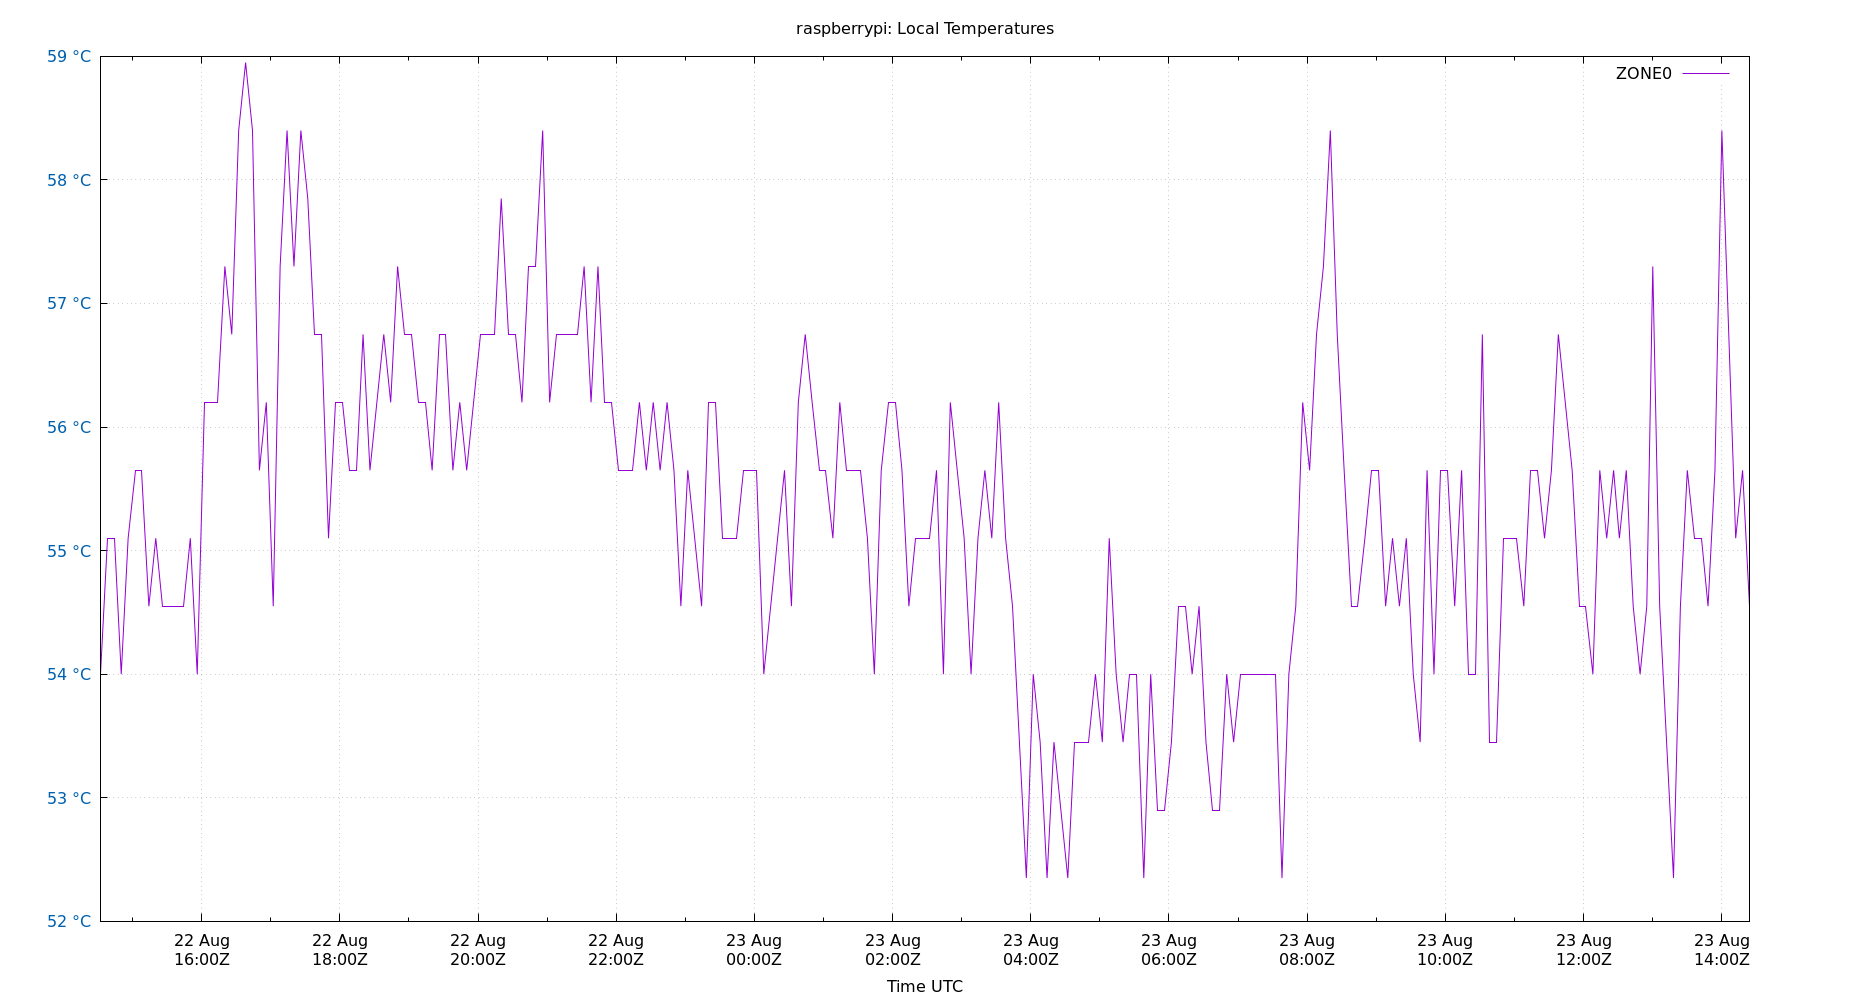 raspberrypi: Local Temperatures
59 °C
ZONE0
58 °C
57 °C
56 °C
55 °C
54 °C
53 °C
52 °C
22 Aug 22 Aug 22 Aug 22 Aug 23 Aug 23 Aug 23 Aug 23 Aug 23 Aug 23 Aug 23 Aug 23 Aug
16:00Z 18:00Z 20:00Z 22:00Z 00:00Z 02:00Z 04:00Z 06:00Z 08:00Z 10:00Z 12:00Z 14:00Z
Time UTC